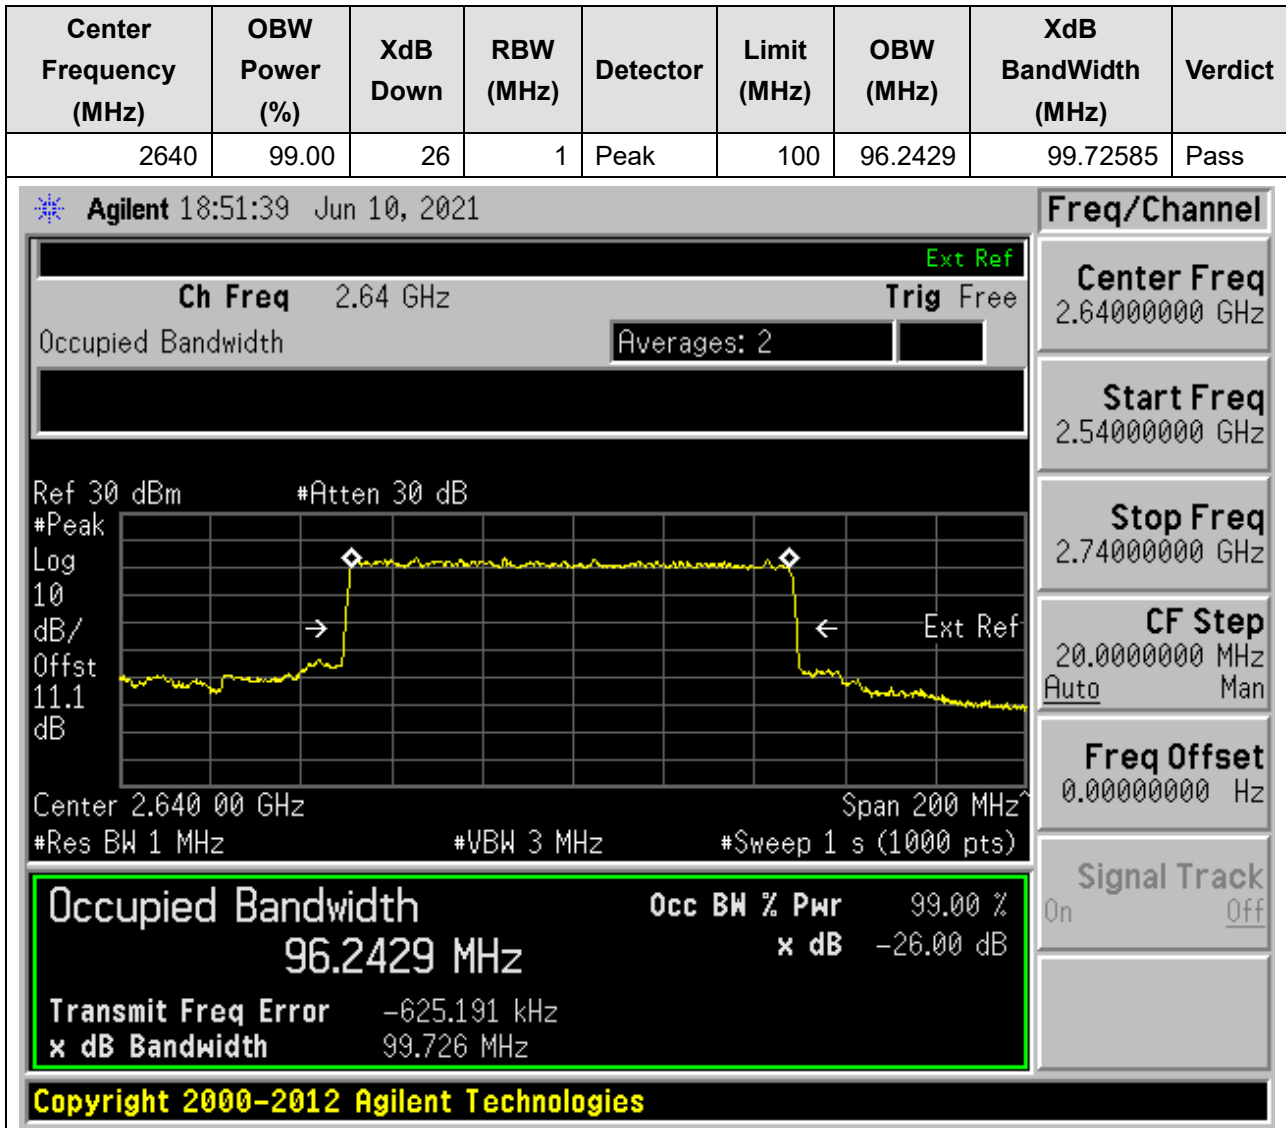 Center Frequency (MHz) OBW Power (%) XdB Down RBW (MHz) Detector Limit (MHz) OBW (MHz) XdB BandWidth (MHz) Verdict
2640 99.00 26 1 Peak 100 96.2429 99.72585 Pass
Agilent 18:51:39 Jun 10, 2021
Freq/Channel
Ext Ref
Ch Freq 2.64 GHz Trig Free
Occupied Bandwidth Averages: 2
Center Freq
2.64000000 GHz
Start Freq
2.54000000 GHz
Stop Freq
2.74000000 GHz
CF Step
20.0000000 MHz
Auto Man
Freq Offset
0.00000000 Hz
Signal Track
On Off
Ref 30 dBm #Atten 30 dB
#Peak
Log
10
dB/
Offst
11.1
dB
Ext Ref
Center 2.640 00 GHz Span 200 MHz^
#Res BW 1 MHz #VBW 3 MHz #Sweep 1 s (1000 pts)
Occupied Bandwidth
96.2429 MHz
Occ BW % Pwr 99.00 %
x dB -26.00 dB
Transmit Freq Error -625.191 kHz
x dB Bandwidth 99.726 MHz
Copyright 2000-2012 Agilent Technologies